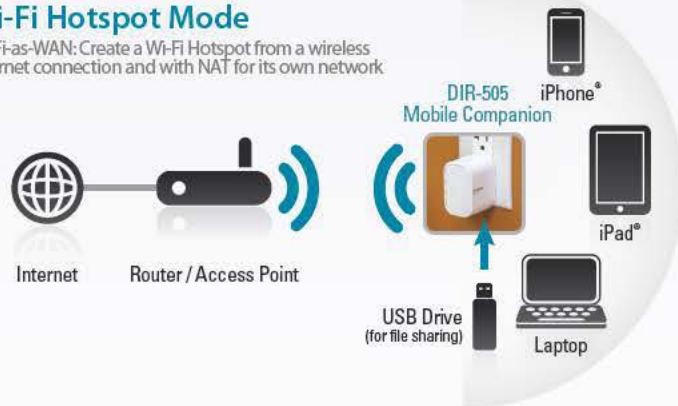 i-Fi Hotspot Mode
Fi-as-WAN: Create a Wi-Fi Hotspot from a wireless
rnet connection and with NAT for its own network
DIR-505
Mobile Companion
iPhone®
iPad®
Internet
Router / Access Point
USB Drive
(for file sharing)
Laptop